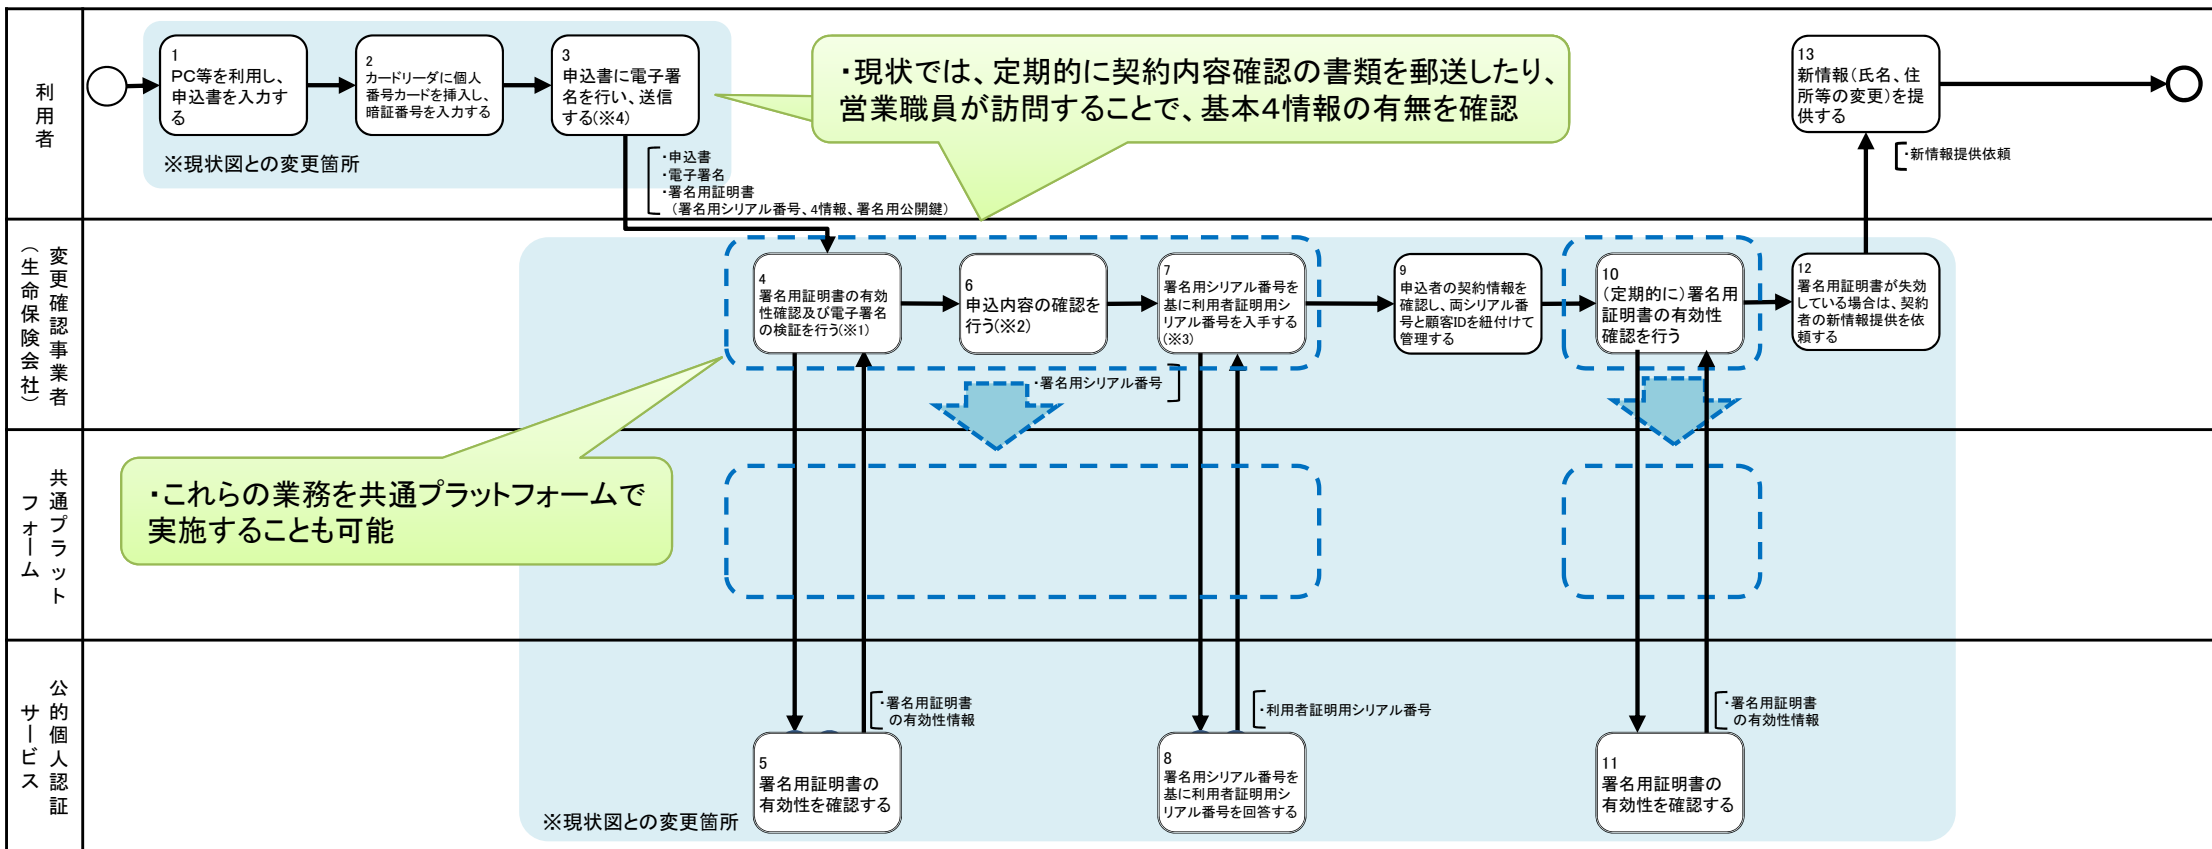 利用者
1
PC等を利用し、
申込書を入力す
る
2
カードリーダに個人
番号カードを挿入し、
暗証番号を入力する
3
申込書に電子署
名を行い、送信
する(※4)
※現状図との変更箇所
・申込書
・電子署名
・署名用証明書
(署名用シリアル番号、4情報、署名用公開鍵)
・現状では、定期的に契約内容確認の書類を郵送したり、
営業職員が訪問することで、基本4情報の有無を確認
13
新情報(氏名、住
所等の変更)を提
供する
・新情報提供依頼
変更確認事業者
(生命保険会社)
4
署名用証明書の有効
性確認及び電子署名
の検証を行う(※1)
6
申込内容の確認を
行う(※2)
7
署名用シリアル番号を
基に利用者証明用シ
リアル番号を入手する
(※3)
9
申込者の契約情報を
確認し、両シリアル番
号と顧客IDを紐付けて
管理する
10
(定期的に)署名用
証明書の有効性
確認を行う
12
署名用証明書が失効
している場合は、契約
者の新情報提供を依
頼する
・署名用シリアル番号
共通プラット
フォーム
・これらの業務を共通プラットフォームで
実施することも可能
公的個人認証
サービス
・署名用証明書
の有効性情報
・利用者証明用シリアル番号
・署名用証明書
の有効性情報
5
署名用証明書の
有効性を確認する
8
署名用シリアル番号を
基に利用者証明用シ
リアル番号を回答する
11
署名用証明書の
有効性を確認する
※現状図との変更箇所